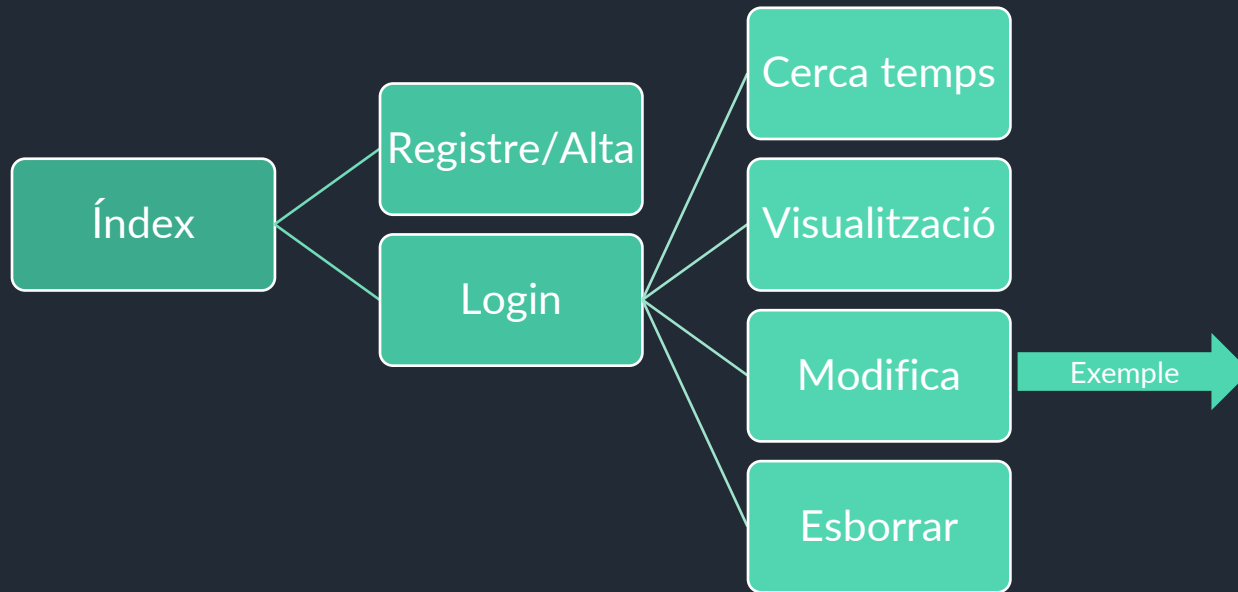 Índex
Registre/Alta
Login
Cerca temps
Visualització
Modifica
Esborrar
Exemple